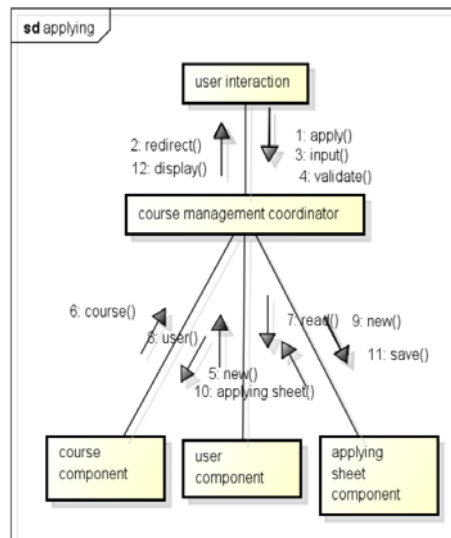 sd applying
user interaction
2: redirect()
12: display()
1: apply()
3: input()
4: validate()
course management coordinator
6: course()
8: user()
7: read()
9: new()
11: save()
5: new()
10: applying sheet()
course
component
user
component
applying
sheet
component